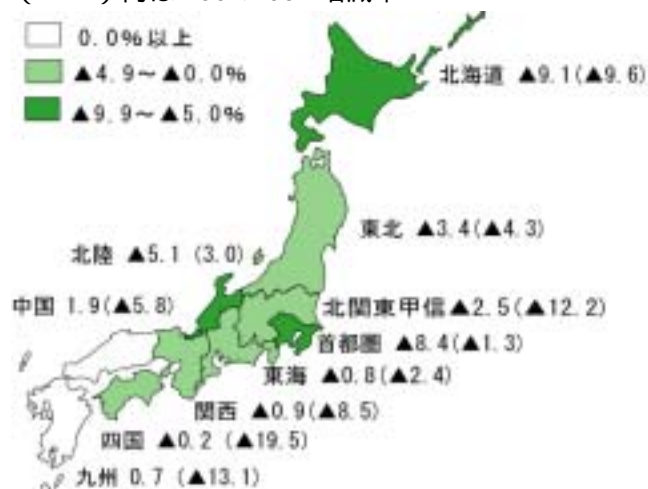 0.0%以上
▲4.9～▲0.0%
▲9.9～▲5.0%
北海道 ▲9.1(▲9.6)
東北 ▲3.4(▲4.3)
北陸 ▲5.1 (3.0)
中国 1.9(▲5.8)
北関東甲信▲2.5(▲12.2)
首都圏 ▲8.4(▲1.3)
東海 ▲0.8(▲2.4)
関西 ▲0.9(▲8.5)
四国 ▲0.2 (▲19.5)
九州 0.7 (▲13.1)